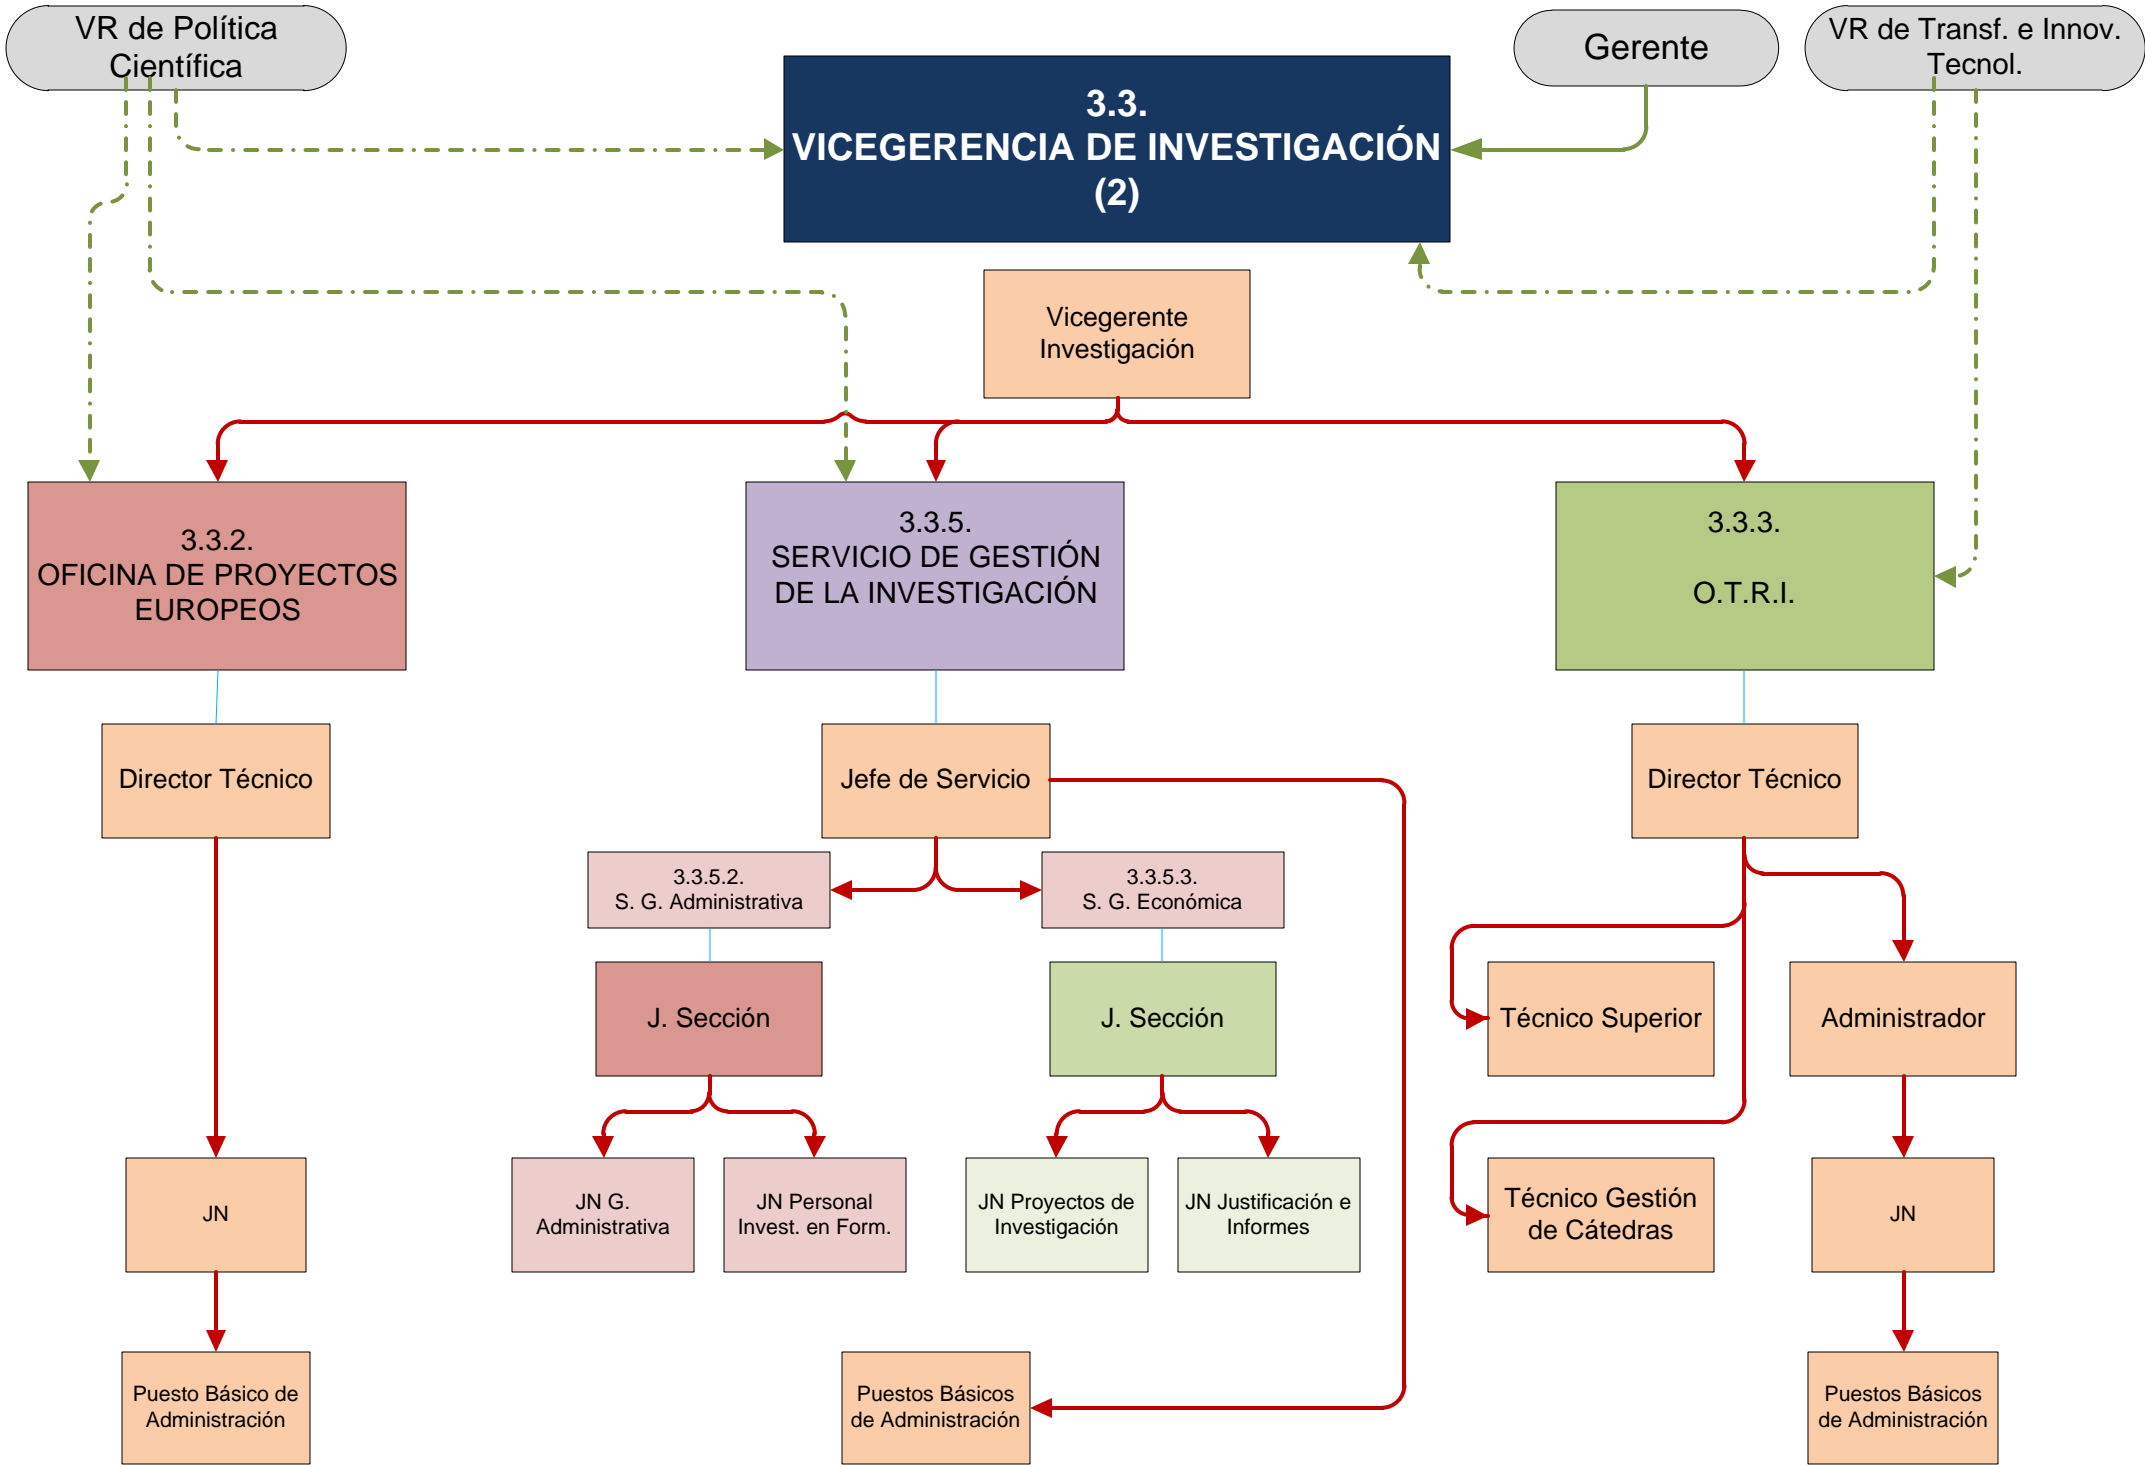 VR de Política
Científica
Gerente
VR de Transf. e Innov.
Tecnol.
3.3.
VICEGERENCIA DE INVESTIGACIÓN
(2)
Vicegerente
Investigación
3.3.2.
OFICINA DE PROYECTOS
EUROPEOS
3.3.5.
SERVICIO DE GESTIÓN
DE LA INVESTIGACIÓN
3.3.3.
O.T.R.I.
Director Técnico
Jefe de Servicio
Director Técnico
3.3.5.2.
S. G. Administrativa
3.3.5.3.
S. G. Económica
J. Sección
J. Sección
Técnico Superior
Administrador
JN
JN G.
Administrativa
JN Personal
Invest. en Form.
JN Proyectos de
Investigación
JN Justificación e
Informes
Técnico Gestión
de Cátedras
JN
Puesto Básico de
Administración
Puestos Básicos
de Administración
Puestos Básicos
de Administración